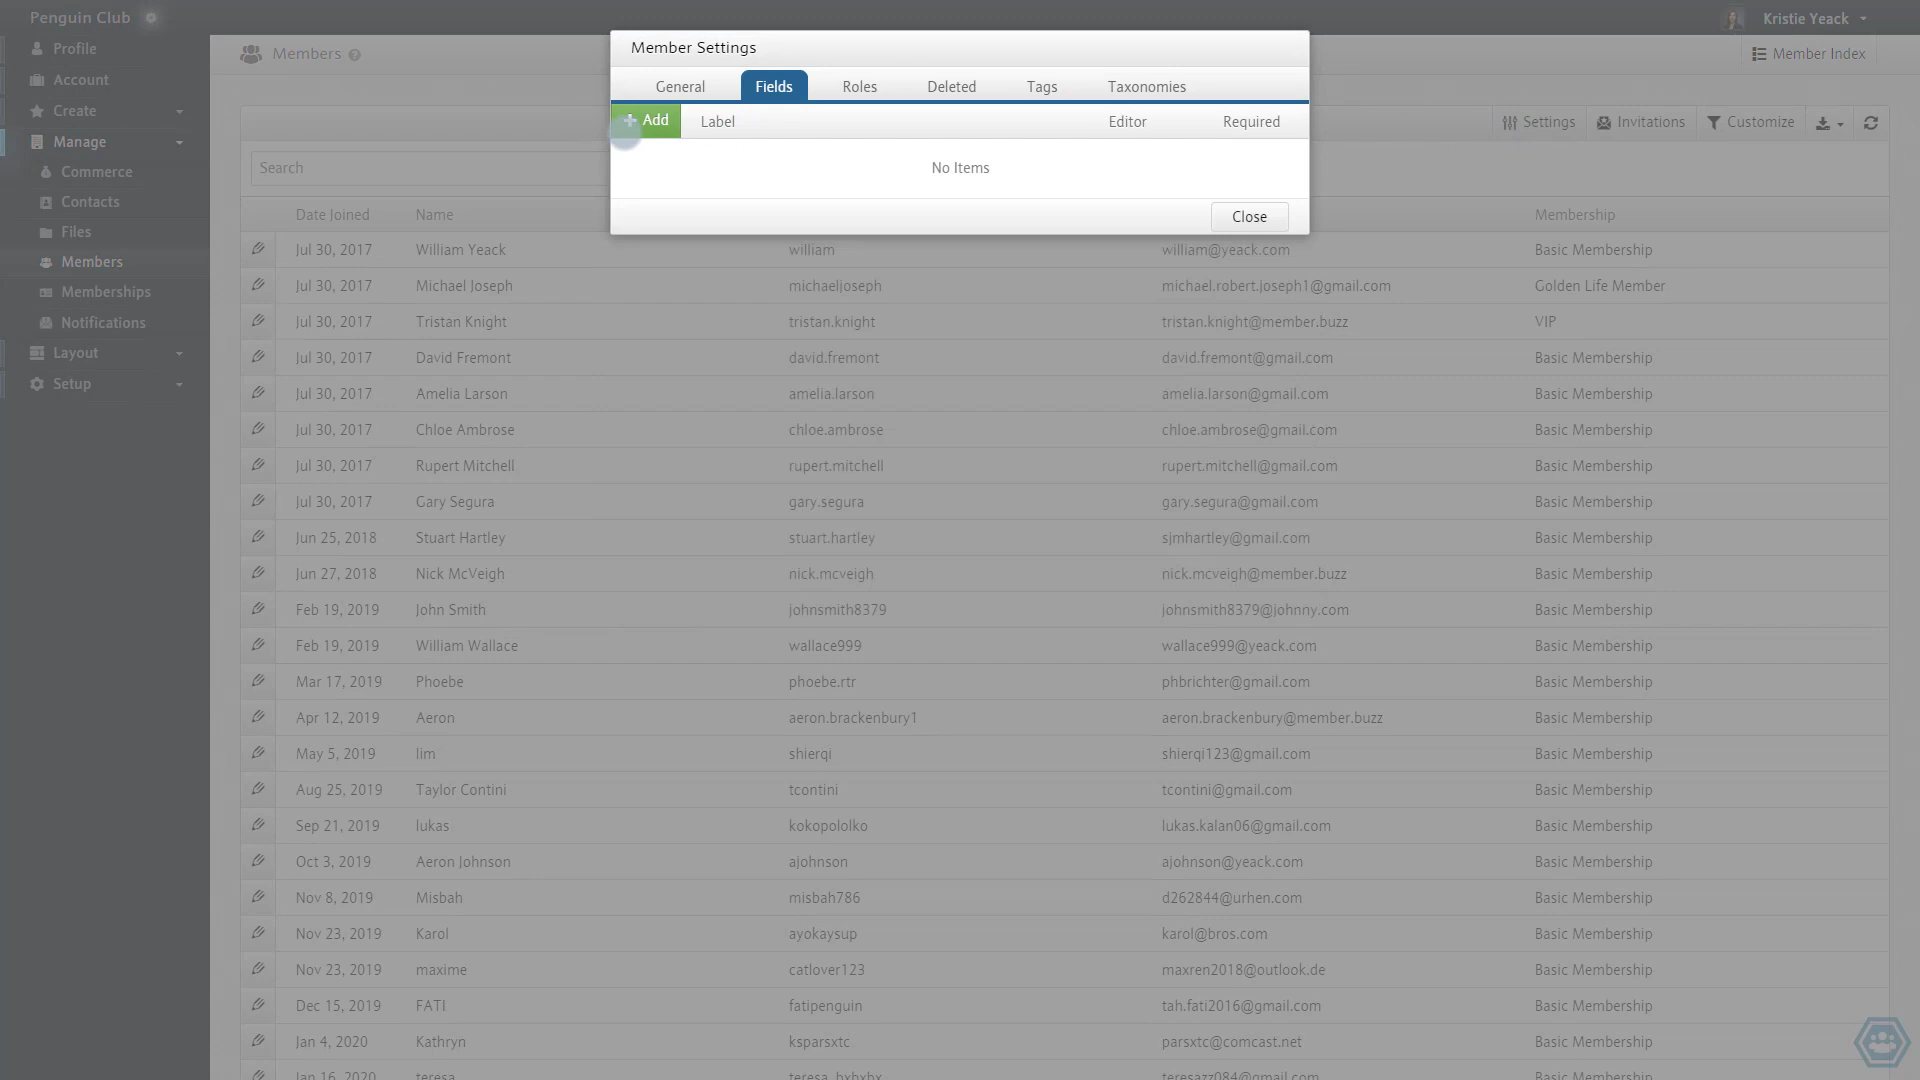 Penguin Club
Kristie Yeack
Profile
Account
Create
Manage
Commerce
Contacts
Files
Members
Memberships
Notifications
Layout
Setup
Members
Member Index
Member Settings
General Fields Roles Deleted Tags Taxonomies
Add Label Editor Required
No Items
Close
Settings Invitations Customize
Search
Date Joined Name Membership
Jul 30, 2017 William Yeack william william@yeack.com Basic Membership
Jul 30, 2017 Michael Joseph michaeljoseph michael.robert.joseph1@gmail.com Golden Life Member
Jul 30, 2017 Tristan Knight tristan.knight tristan.knight@member.buzz VIP
Jul 30, 2017 David Fremont david.fremont david.fremont@gmail.com Basic Membership
Jul 30, 2017 Amelia Larson amelia.larson amelia.larson@gmail.com Basic Membership
Jul 30, 2017 Chloe Ambrose chloe.ambrose chloe.ambrose@gmail.com Basic Membership
Jul 30, 2017 Rupert Mitchell rupert.mitchell rupert.mitchell@gmail.com Basic Membership
Jul 30, 2017 Gary Segura gary.segura gary.segura@gmail.com Basic Membership
Jun 25, 2018 Stuart Hartley stuart.hartley sjmhartley@gmail.com Basic Membership
Jun 27, 2018 Nick McVeigh nick.mcveigh nick.mcveigh@member.buzz Basic Membership
Feb 19, 2019 John Smith johnsmith8379 johnsmith8379@johnny.com Basic Membership
Feb 19, 2019 William Wallace wallace999 wallace999@yeack.com Basic Membership
Mar 17, 2019 Phoebe phoebe.rtr phbrichter@gmail.com Basic Membership
Apr 12, 2019 Aeron aeron.brackenbury1 aeron.brackenbury@member.buzz Basic Membership
May 5, 2019 lim shierqi shierqi123@gmail.com Basic Membership
Aug 25, 2019 Taylor Contini tcontini tcontini@gmail.com Basic Membership
Sep 21, 2019 lukas kokopololko lukas.kalan06@gmail.com Basic Membership
Oct 3, 2019 Aeron Johnson ajohnson ajohnson@yeack.com Basic Membership
Nov 8, 2019 Misbah misbah786 d262844@urhen.com Basic Membership
Nov 23, 2019 Karol ayokaysup karol@bros.com Basic Membership
Nov 23, 2019 maxime catlover123 maxren2018@outlook.de Basic Membership
Dec 15, 2019 FATI fatipenguin tah.fati2016@gmail.com Basic Membership
Jan 4, 2020 Kathryn ksparsxtc parsxtc@comcast.net Basic Membership
Jan 16, 2020 teresa teresa_bxbxbx teresazz084@gmail.com Basic Membership